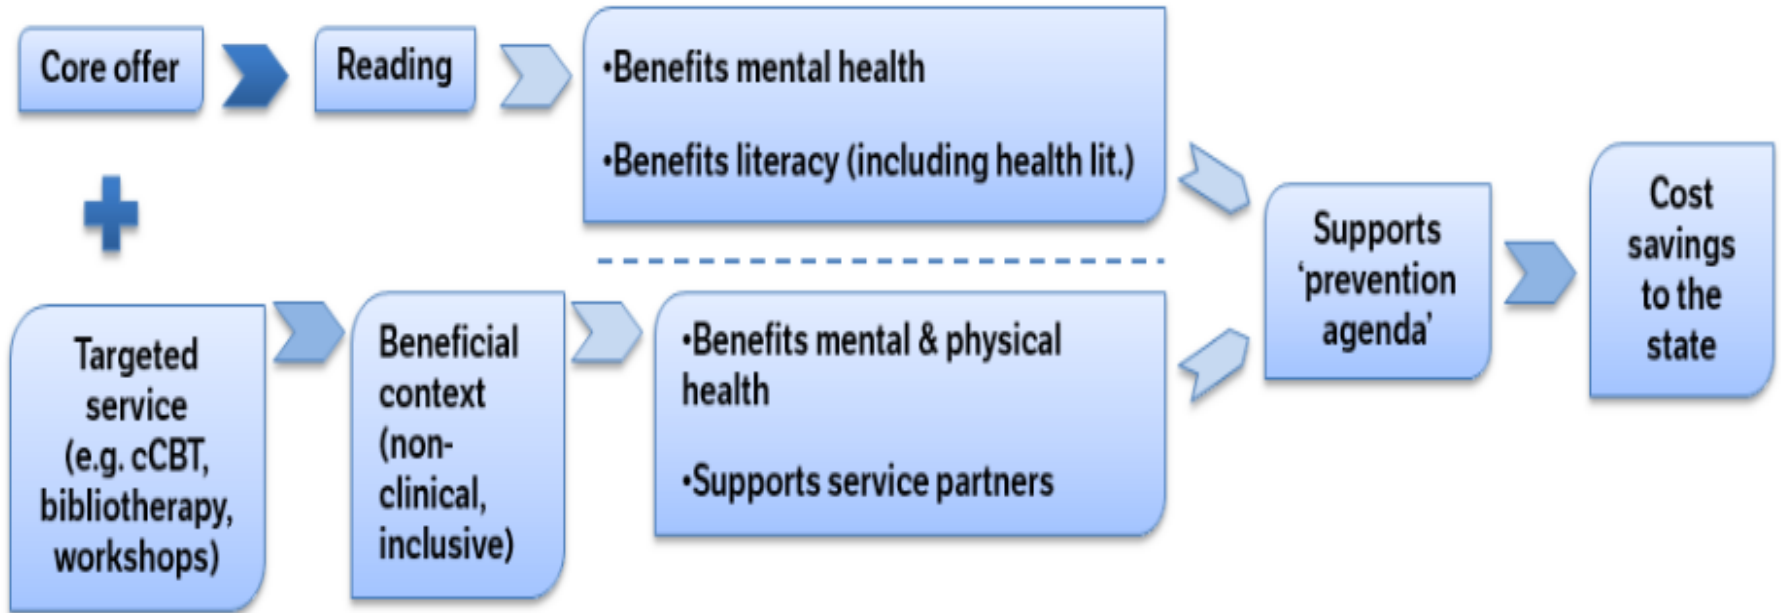 Core offer
Reading
•Benefits mental health
•Benefits literacy (including health lit.)
Targeted
service
(e.g. cCBT,
bibliotherapy,
workshops)
Beneficial
context
(non-
clinical,
inclusive)
•Benefits mental & physical
health
•Supports service partners
Supports
‘prevention
agenda’
Cost
savings
to the
state